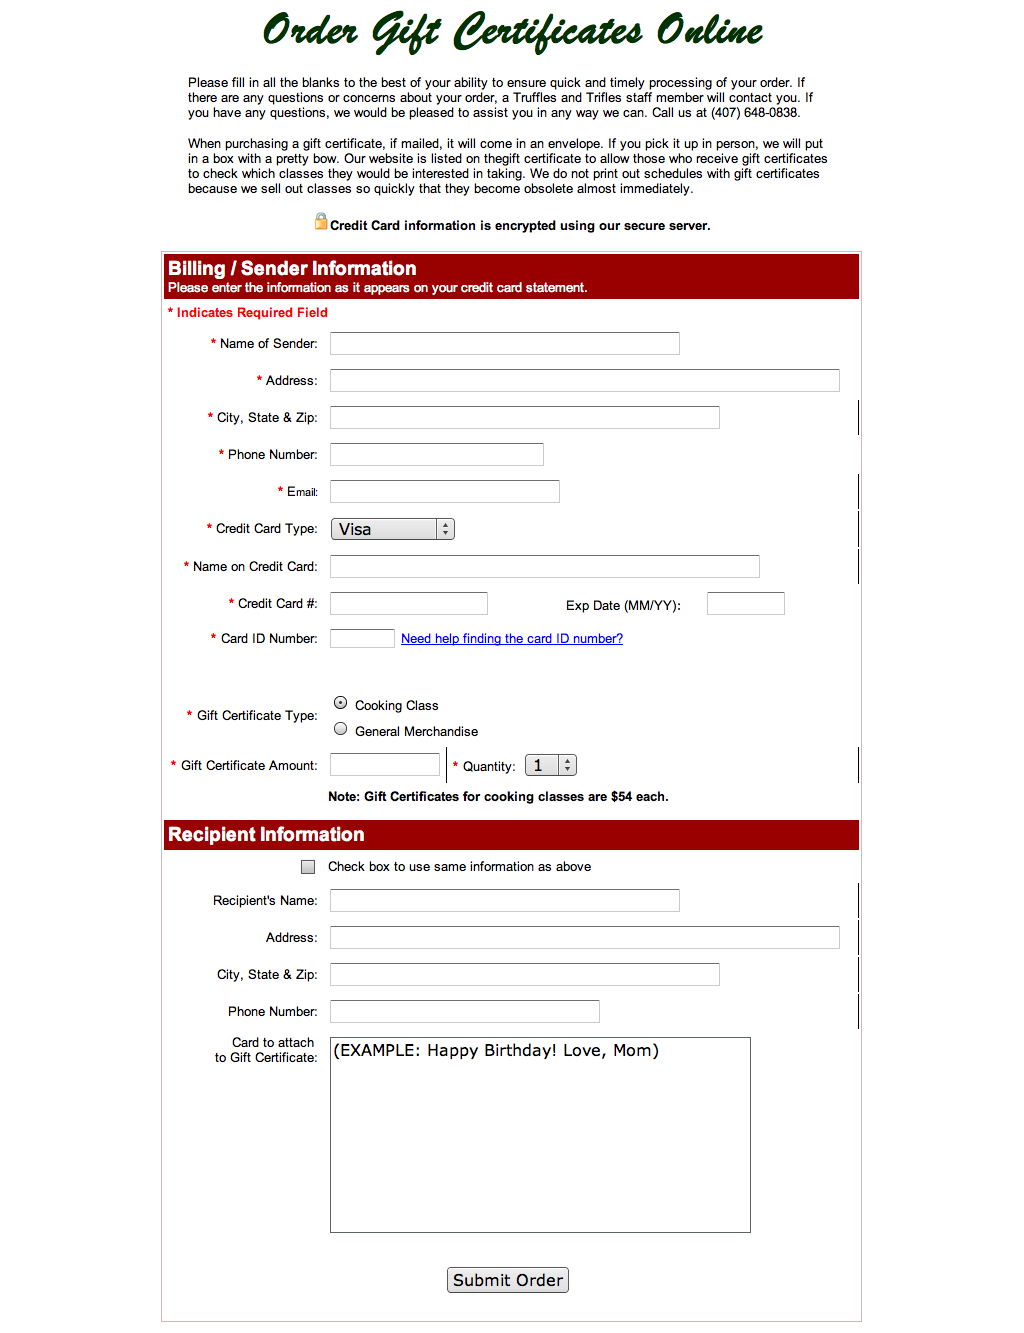 Order Gift Certificates Online
Please fill in all the blanks to the best of your ability to ensure quick and timely processing of your order. If
there are any questions or concerns about your order, a Truffles and Trifles staff member will contact you. If
you have any questions, we would be pleased to assist you in any way we can. Call us at (407) 648-0838.
When purchasing a gift certificate, if mailed, it will come in an envelope. If you pick it up in person, we will put
in a box with a pretty bow. Our website is listed on thegift certificate to allow those who receive gift certificates
to check which classes they would be interested in taking. We do not print out schedules with gift certificates
because we sell out classes so quickly that they become obsolete almost immediately.
Credit Card information is encrypted using our secure server.
Billing / Sender Information
Please enter the information as it appears on your credit card statement.
* Indicates Required Field
* Name of Sender:
* Address:
* City, State & Zip:
* Phone Number:
* Email:
* Credit Card Type: Visa
* Name on Credit Card:
* Credit Card #: Exp Date (MM/YY):
* Card ID Number: Need help finding the card ID number?
* Gift Certificate Type: Cooking Class
General Merchandise
* Gift Certificate Amount: * Quantity: 1
Note: Gift Certificates for cooking classes are $54 each.
Recipient Information
Check box to use same information as above
Recipient's Name:
Address:
City, State & Zip:
Phone Number:
Card to attach
to Gift Certificate:
(EXAMPLE: Happy Birthday! Love, Mom)
Submit Order